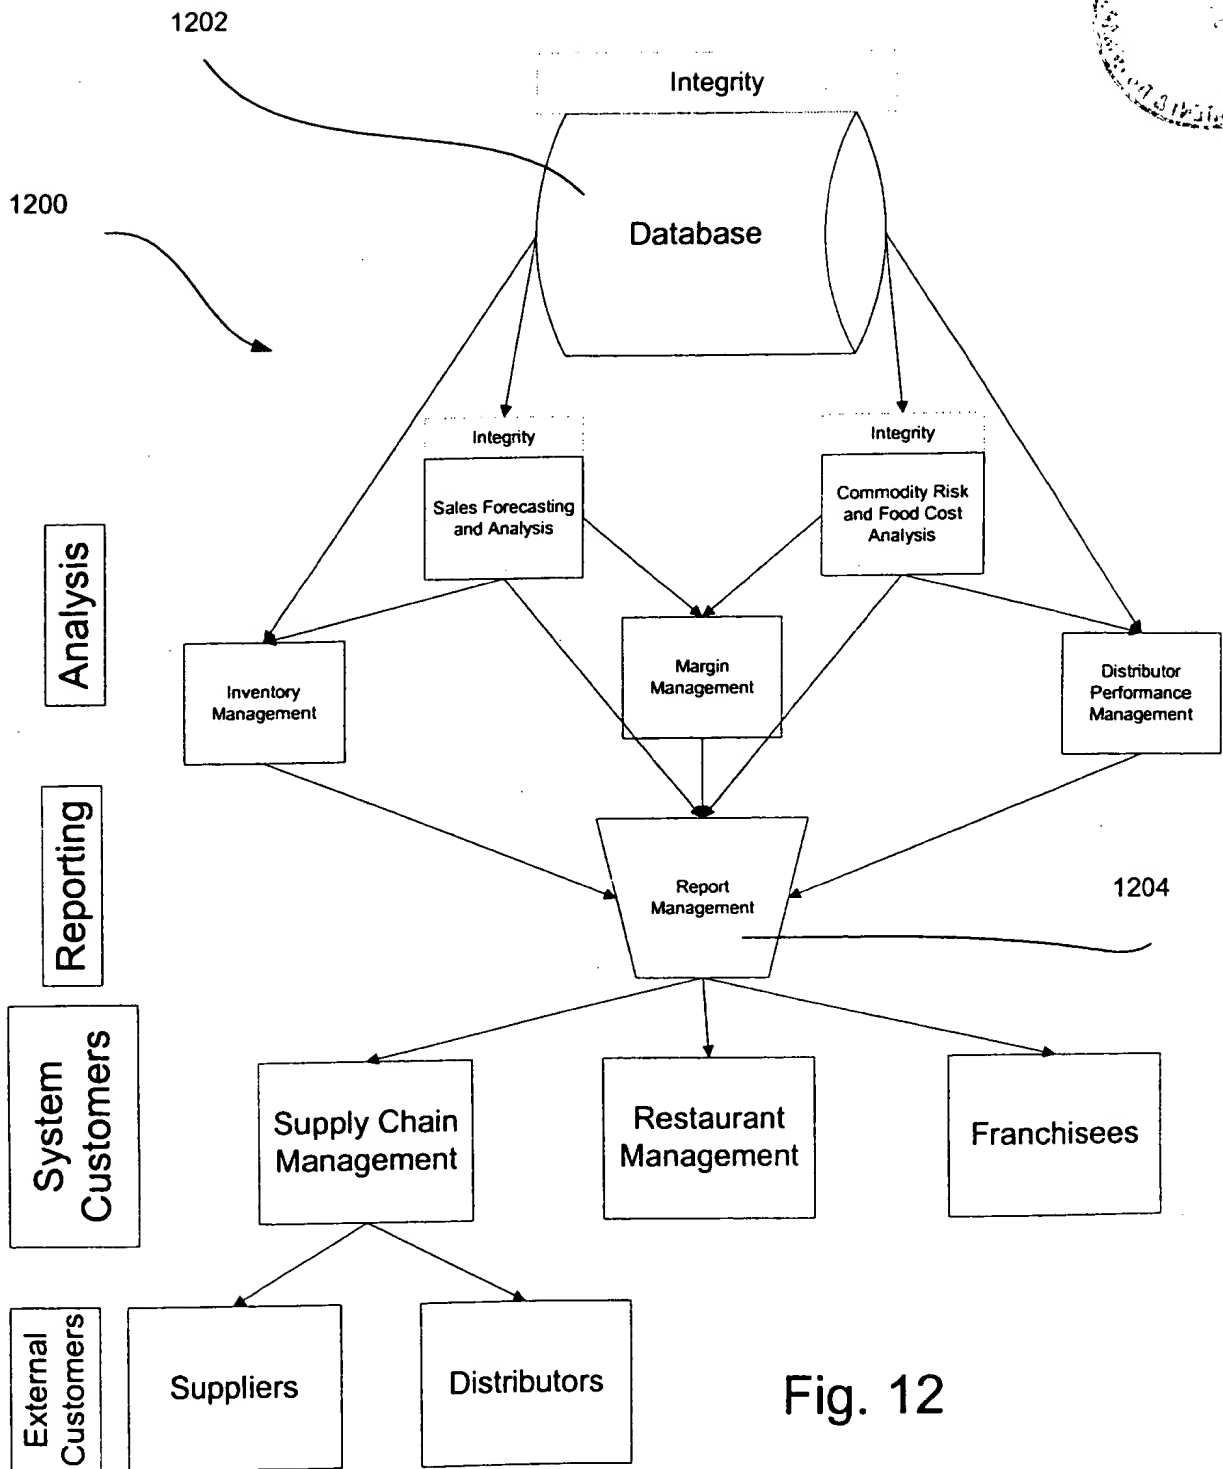 1202
Integrity
1200
Database
Integrity
Integrity
Sales Forecasting
and Analysis
Commodity Risk
and Food Cost
Analysis
Analysis
Inventory
Management
Margin
Management
Distributor
Performance
Management
Reporting
Report
Management
1204
System
Customers
Supply Chain
Management
Restaurant
Management
Franchisees
External
Customers
Suppliers
Distributors
Fig. 12